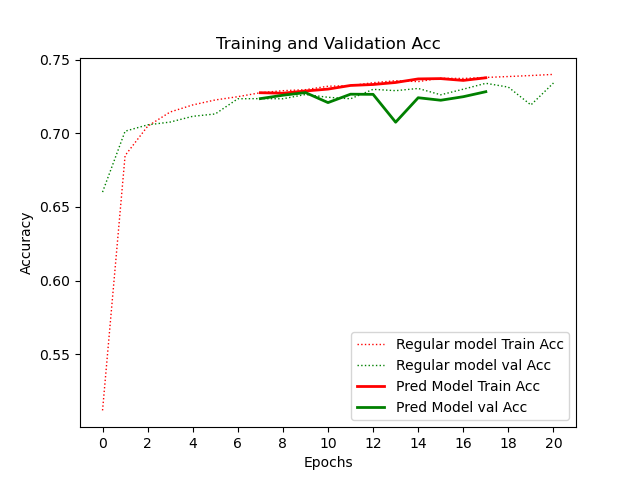 Training and Validation Acc
0.75
0.70
0.65
0.60
0.55
Accuracy
Regular model Train Acc
Regular model val Acc
Pred Model Train Acc
Pred Model val Acc
0 2 4 6 8 10 12 14 16 18 20
Epochs